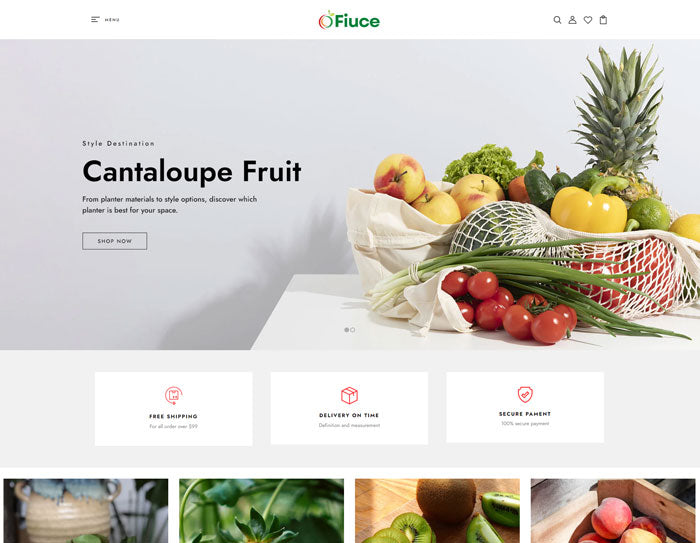 MENU
Fiuce
Style Destination
Cantaloupe Fruit
From planter materials to style options, discover which
planter is best for your space.
SHOP NOW
FREE SHIPPING
For all order over $99
DELIVERY ON TIME
Definition and measurement
SECURE PAMENT
100% secure payment